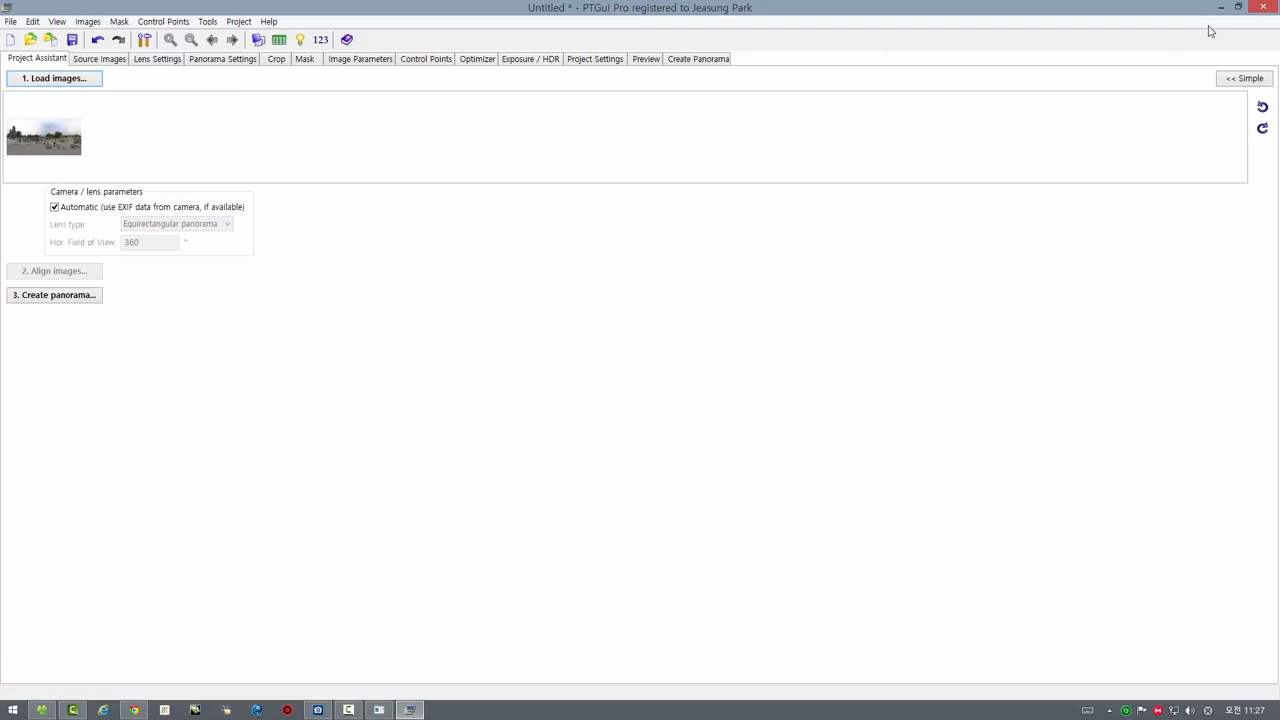 Untitled * - PTGui Pro registered to Jeasung Park
File Edit View Images Mask Control Points Tools Project Help
123
Project Assistant Source Images Lens Settings Panorama Settings Crop Mask Image Parameters Control Points Optimizer Exposure / HDR Project Settings Preview Create Panorama
1. Load images... << Simple
Camera / lens parameters
Automatic (use EXIF data from camera, if available)
Lens type: Equirectangular panorama
Hor. Field of View: 360 °
2. Align images...
3. Create panorama...
오전 11:27